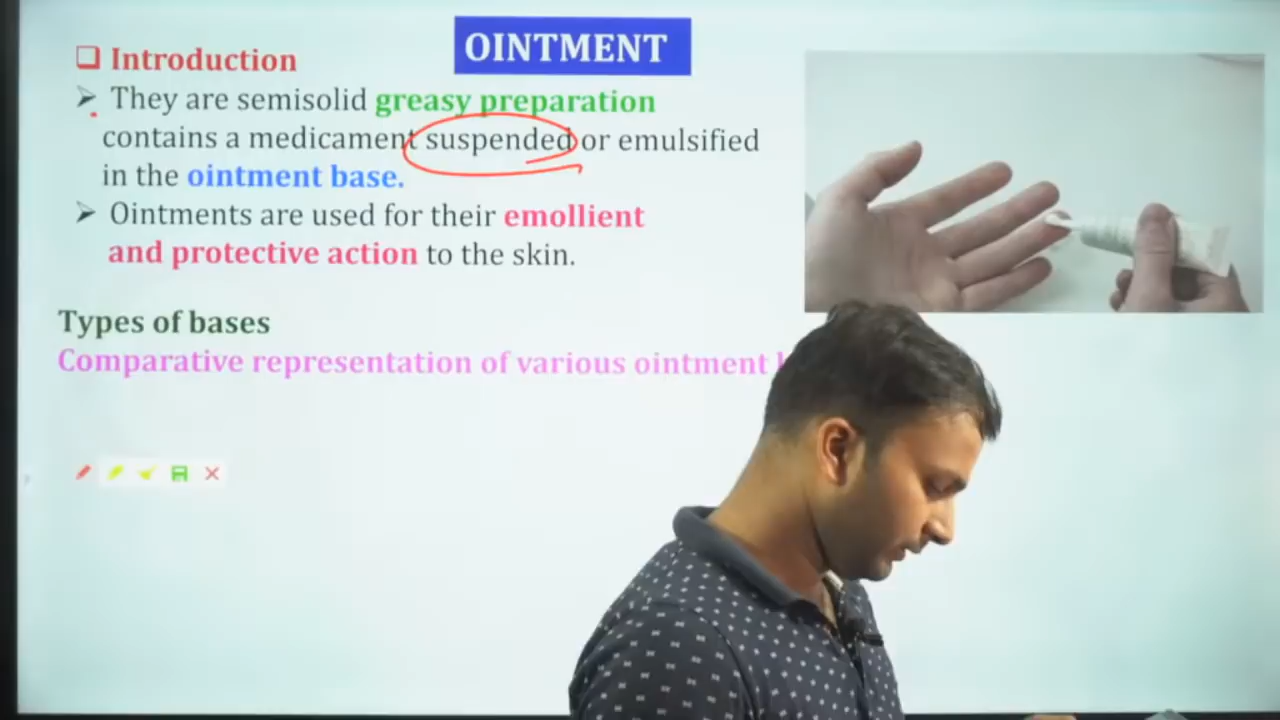 OINTMENT
Introduction
They are semisolid greasy preparation
contains a medicament suspended or emulsified
in the ointment base.
Ointments are used for their emollient
and protective action to the skin.
Types of bases
Comparative representation of various ointment